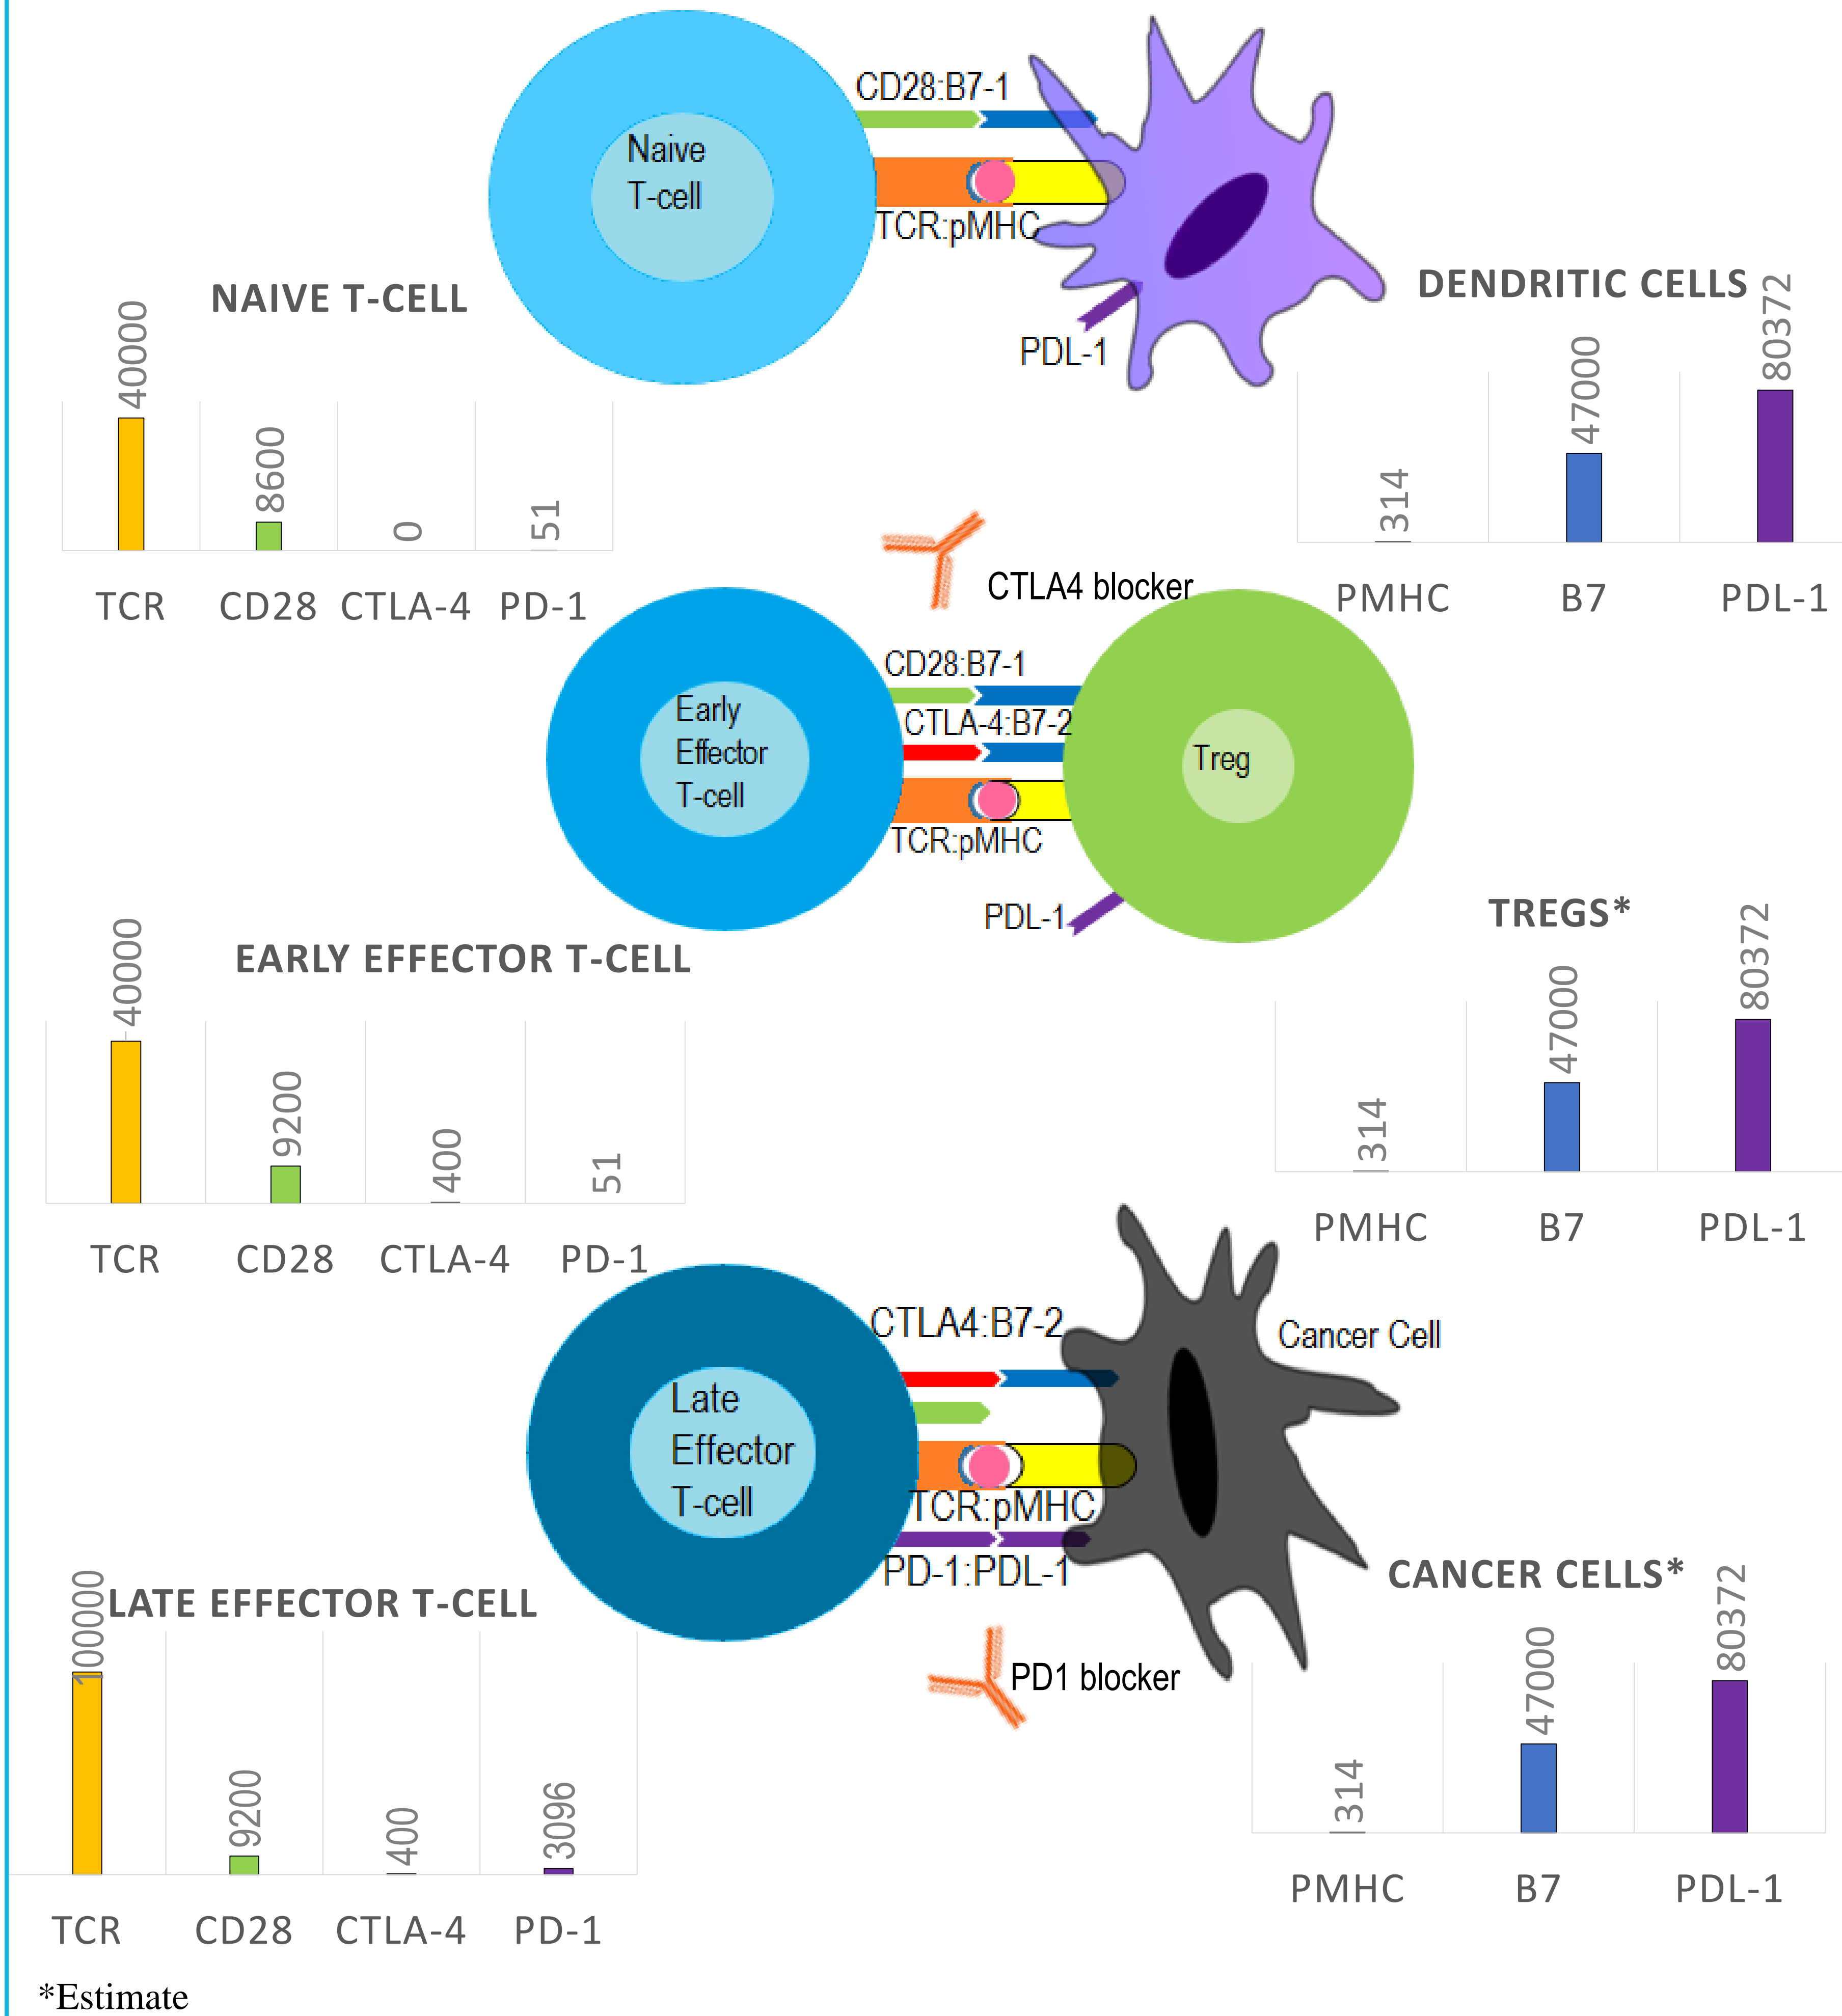 CD28:B7-1
Naive
T-cell
TCR:pMHC
PDL-1
NAIVE T-CELL
40000
8600
0
51
TCR CD28 CTLA-4 PD-1
DENDRITIC CELLS
314
47000
80372
PMHC B7 PDL-1
CTLA4 blocker
CD28:B7-1
Early
Effector
T-cell
CTLA-4:B7-2
Treg
TCR:pMHC
PDL-1
EARLY EFFECTOR T-CELL
40000
9200
400
51
TCR CD28 CTLA-4 PD-1
TREGS*
314
47000
80372
PMHC B7 PDL-1
CTLA4:B7-2
Cancer Cell
Late
Effector
T-cell
TCR:pMHC
PD-1:PDL-1
PD1 blocker
LATE EFFECTOR T-CELL
100000
9200
400
3096
TCR CD28 CTLA-4 PD-1
CANCER CELLS*
314
47000
80372
PMHC B7 PDL-1
*Estimate